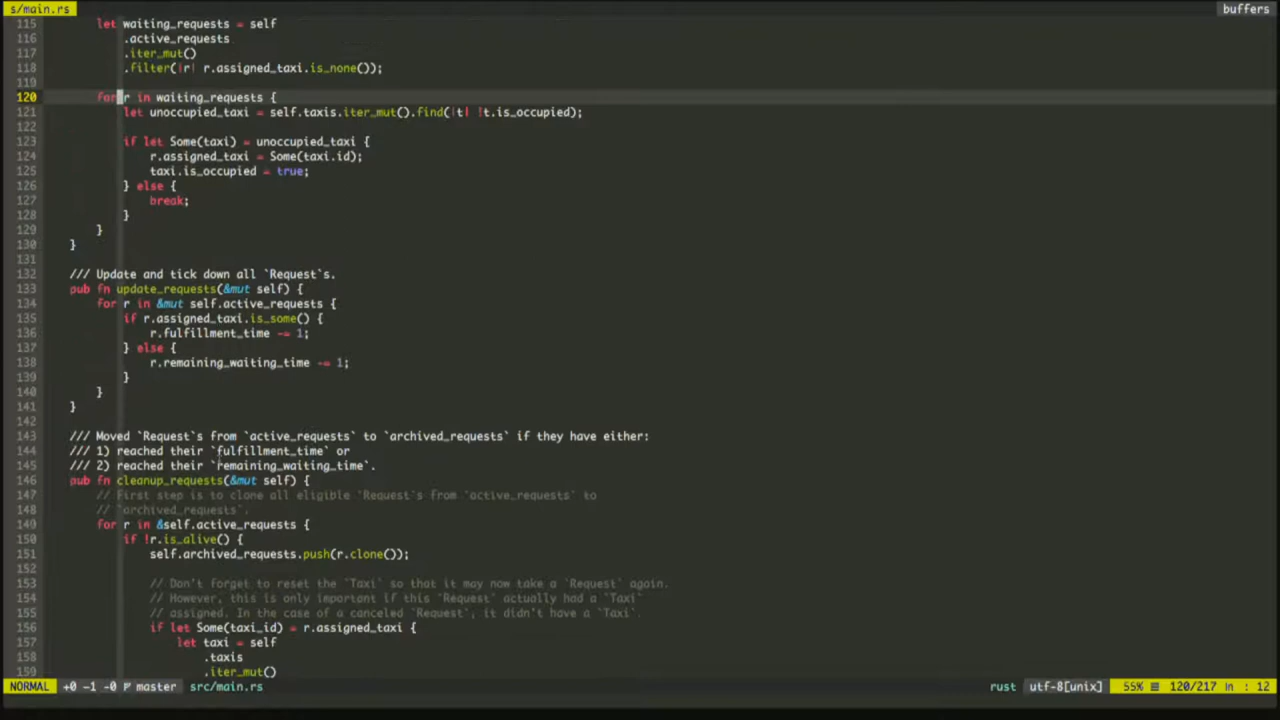 s/main.rs buffers
115 let waiting_requests = self
116 .active_requests
117 .iter_mut()
118 .filter(|r| r.assigned_taxi.is_none());
119
120 for r in waiting_requests {
121 let unoccupied_taxi = self.taxis.iter_mut().find(|t| !t.is_occupied);
122
123 if let Some(taxi) = unoccupied_taxi {
124 r.assigned_taxi = Some(taxi.id);
125 taxi.is_occupied = true;
126 } else {
127 break;
128 }
129 }
130 }
131
132 /// Update and tick down all `Request`s.
133 pub fn update_requests(&mut self) {
134 for r in &mut self.active_requests {
135 if r.assigned_taxi.is_some() {
136 r.fulfillment_time -= 1;
137 } else {
138 r.remaining_waiting_time -= 1;
139 }
140 }
141 }
142
143 /// Moved `Request`s from `active_requests` to `archived_requests` if they have either:
144 /// 1) reached their `fulfillment_time` or
145 /// 2) reached their `remaining_waiting_time`.
146 pub fn cleanup_requests(&mut self) {
147 // First step is to clone all eligible `Request`s from `active_requests` to
148 // `archived_requests`.
149 for r in &self.active_requests {
150 if !r.is_alive() {
151 self.archived_requests.push(r.clone());
152
153 // Don't forget to reset the `Taxi` so that it may now take a `Request` again.
154 // However, this is only important if this `Request` actually had a `Taxi`
155 // assigned. In the case of a canceled `Request`, it didn't have a `Taxi`.
156 if let Some(taxi_id) = r.assigned_taxi {
157 let taxi = self
158 .taxis
159 .iter_mut()
NORMAL +0 -1 -0 master src/main.rs rust utf-8[unix] 55% 120/217 : 12